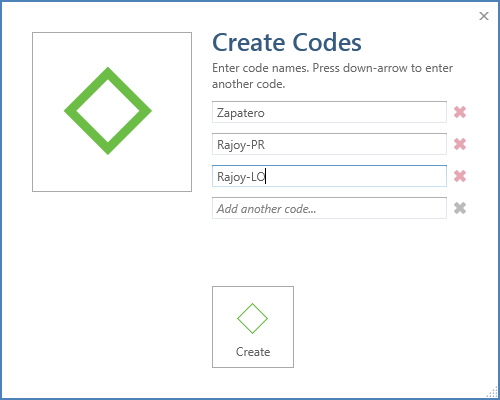 Create Codes
Enter code names. Press down-arrow to enter
another code.
Zapatero
Rajoy-PR
Rajoy-LO
Add another code...
Create